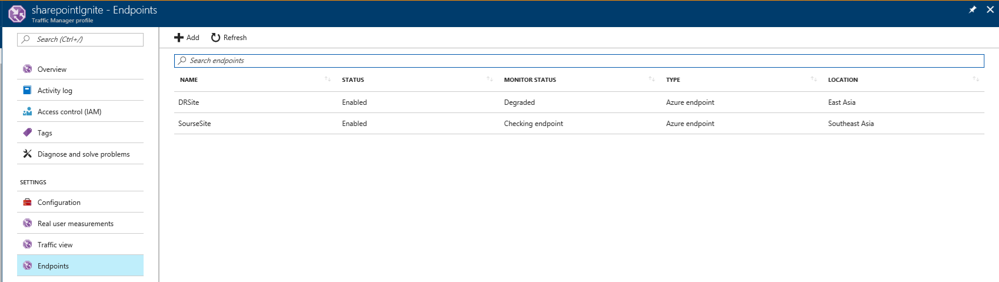 sharepointIgnite - Endpoints
Traffic Manager profile
Search (Ctrl+/)
Overview
Activity log
Access control (IAM)
Tags
Diagnose and solve problems
SETTINGS
Configuration
Real user measurements
Traffic view
Endpoints
Add Refresh
Search endpoints
NAME STATUS MONITOR STATUS TYPE LOCATION
DRSite Enabled Degraded Azure endpoint East Asia
SourseSite Enabled Checking endpoint Azure endpoint Southeast Asia